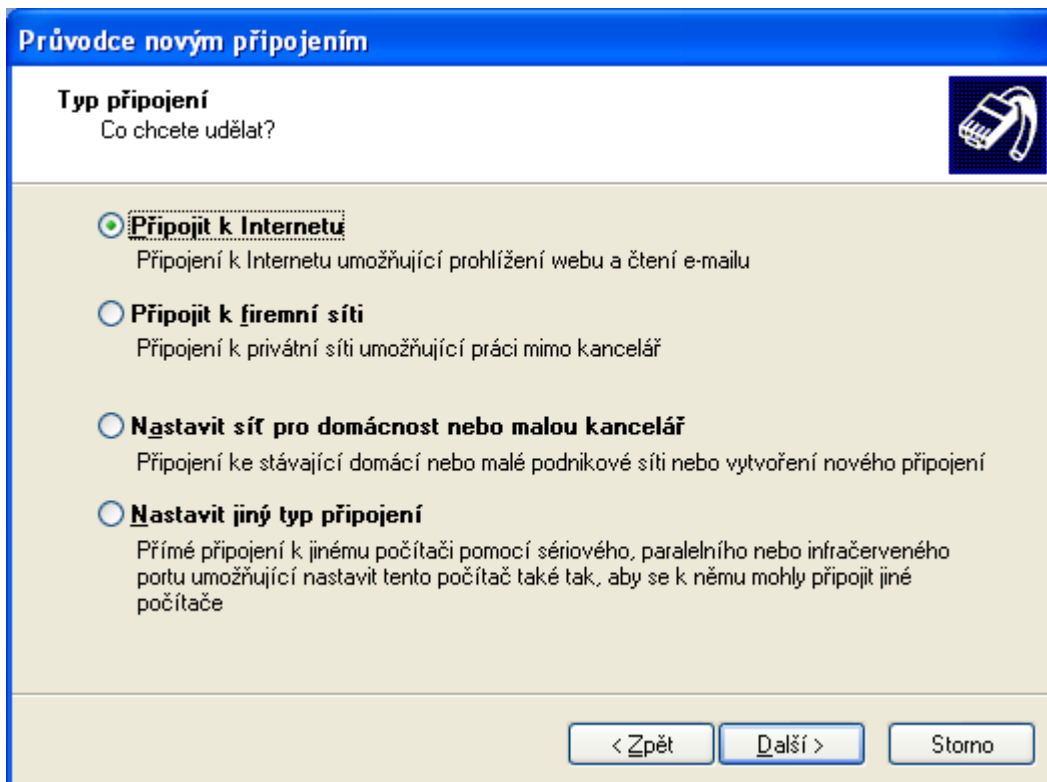 Průvodce novým připojením
Typ připojení
Co chcete udělat?
Připojit k Internetu
Připojení k Internetu umožňující prohlížení webu a čtení e-mailu
Připojit k firemní síti
Připojení k privátní síti umožňující práci mimo kancelář
Nastavit síť pro domácnost nebo malou kancelář
Připojení ke stávající domácí nebo malé podnikové síti nebo vytvoření nového připojení
Nastavit jiný typ připojení
Přímé připojení k jinému počítači pomocí sériového, paralelního nebo infračerveného
portu umožňující nastavit tento počítač také tak, aby se k němu mohly připojit jiné
počítače
< Zpět
Další >
Storno